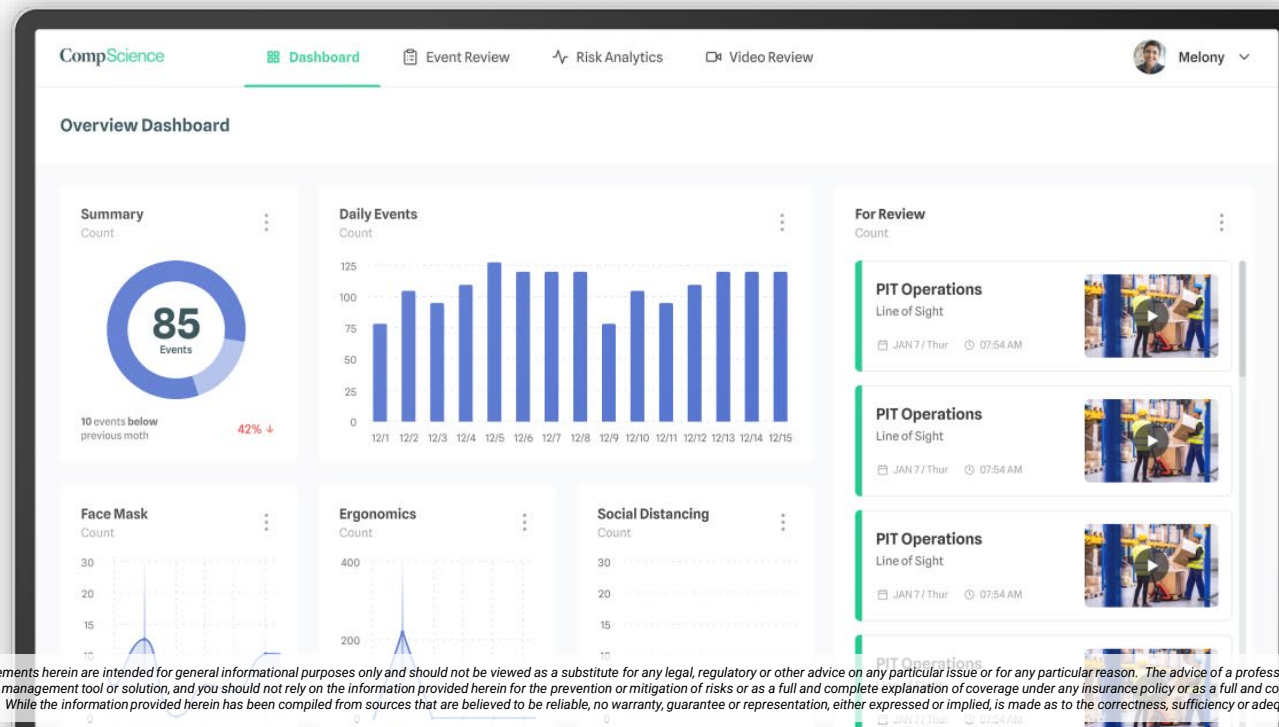 CompScience
Dashboard
Event Review
Risk Analytics
Video Review
Melony
Overview Dashboard
Summary
Count
85
Events
10 events below
previous moth
42% ↓
Daily Events
Count
125
100
75
50
25
0
12/1 12/2 12/3 12/4 12/5 12/6 12/7 12/8 12/9 12/10 12/11 12/12 12/13 12/14 12/15
For Review
Count
PIT Operations
Line of Sight
JAN 7 / Thur 07:54 AM
PIT Operations
Line of Sight
JAN 7 / Thur 07:54 AM
PIT Operations
Line of Sight
JAN 7 / Thur 07:54 AM
PIT Operations
Face Mask
Count
30
20
15
10
0
Ergonomics
Count
400
200
0
Social Distancing
Count
30
20
15
10
0
ements herein are intended for general informational purposes only and should not be viewed as a substitute for any legal, regulatory or other advice on any particular issue or for any particular reason. The advice of a profess
management tool or solution, and you should not rely on the information provided herein for the prevention or mitigation of risks or as a full and complete explanation of coverage under any insurance policy or as a full and co
While the information provided herein has been compiled from sources that are believed to be reliable, no warranty, guarantee or representation, either expressed or implied, is made as to the correctness, sufficiency or adeq